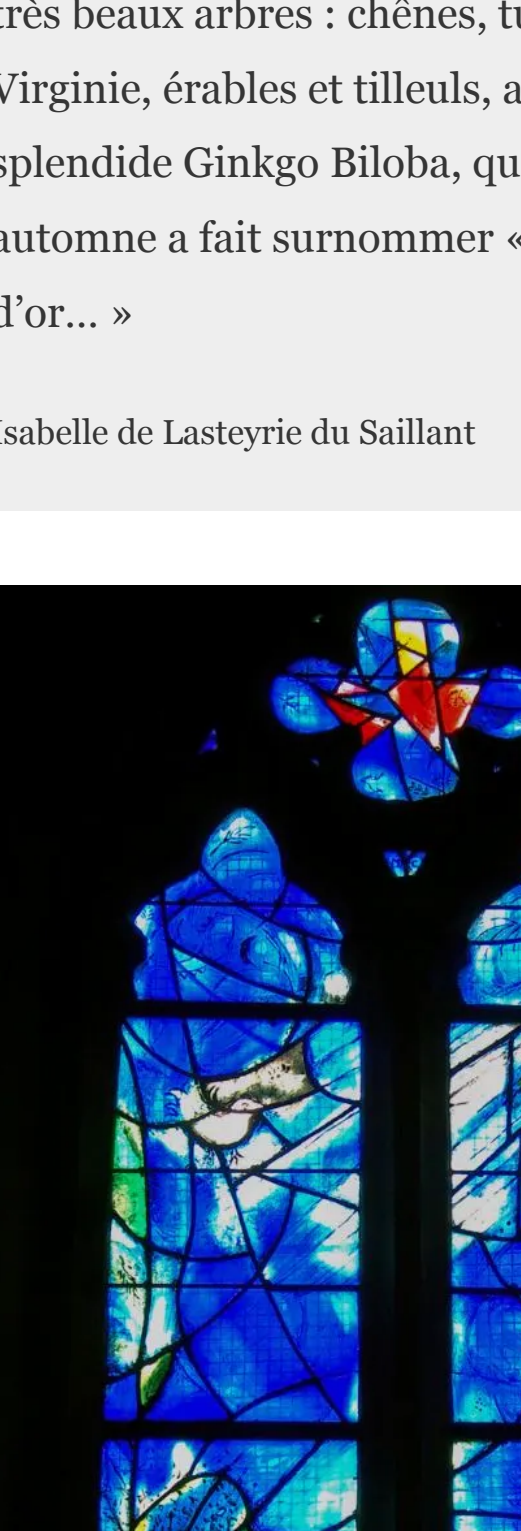 très beaux arbres : chênes, tu
Virginie, érables et tilleuls, a
splendide Ginkgo Biloba, qu
automne a fait surnommer «
d’or... »
Isabelle de Lasteyrie du Saillant